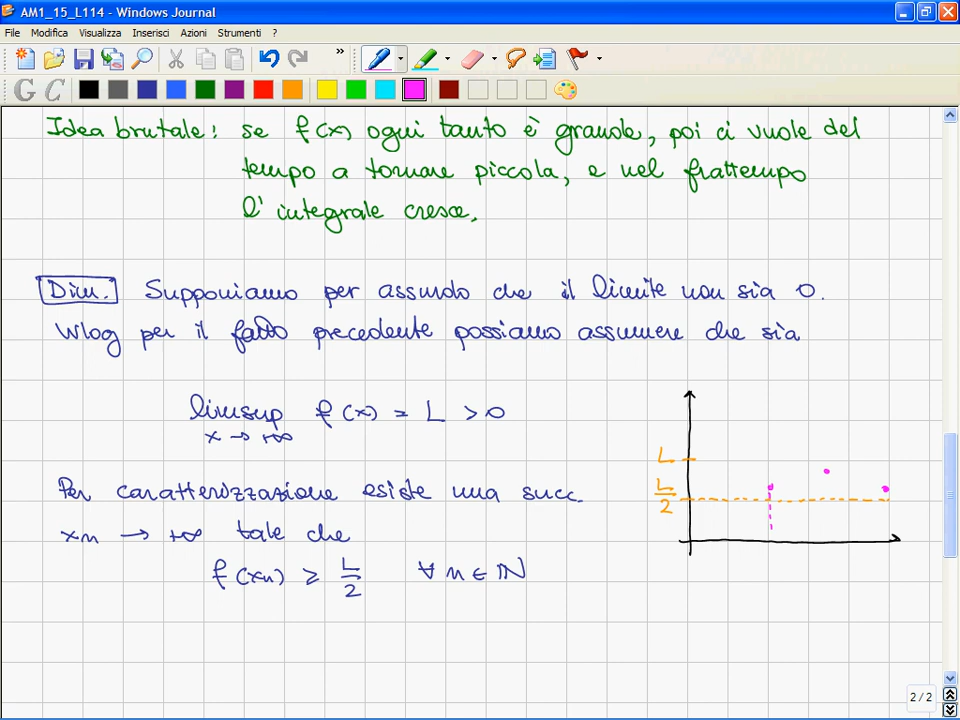 AM1_15_L114 - Windows Journal
File Modifica Visualizza Inserisci Azioni Strumenti ?
G C
Idea brutale: se f(x) ogni tanto è grande, poi ci vuole del
tempo a tornare piccola, e nel frattempo
l'integrale cresce.
Dim. Supponiamo per assurdo che il limite non sia 0.
Wlog per il fatto precedente possiamo assumere che sia
limsup f(x) = L > 0
x → +∞
L
Per caratterizzazione esiste una succ.
L/2
xn → +∞ tale che
f(xn) ≥ L/2 ∀ n ∈ ℕ
2 / 2